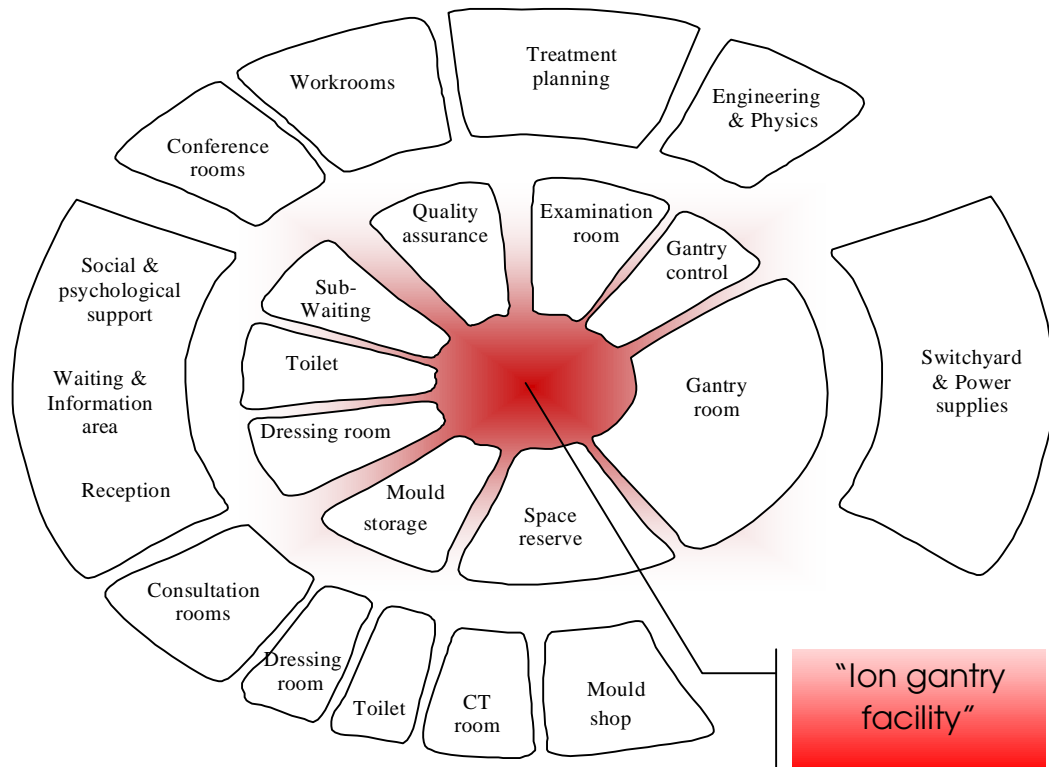 Treatment
planning
Workrooms
Engineering
& Physics
Conference
rooms
Quality
assurance
Examination
room
Gantry
control
Social &
psychological
support
Sub-
Waiting
Toilet
Waiting &
Information
area
Gantry
room
Switchyard
& Power
supplies
Dressing room
Reception
Mould
storage
Space
reserve
Consultation
rooms
Dressing
room
Toilet
CT
room
Mould
shop
"Ion gantry
facility"